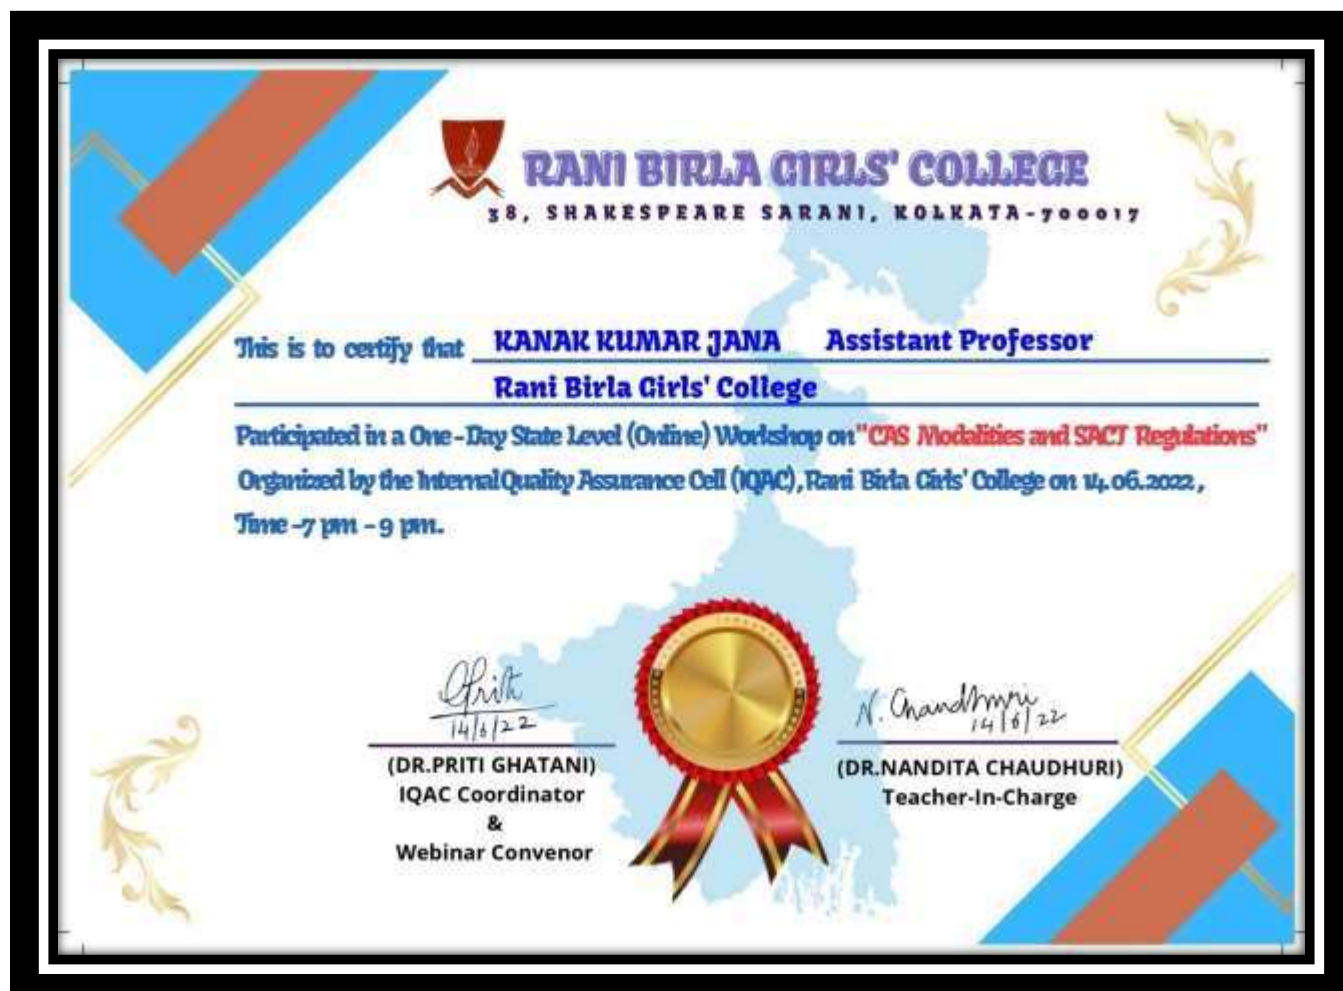 RANI BIRLA GIRLS' COLLEGE
38, SHAKESPEARE SARANI, KOLKATA-700017
This is to certify that KANAK KUMAR JANA Assistant Professor
Rani Birla Girls' College
Participated in a One-Day State Level (Online) Workshop on "CAS Modalities and SACT Regulations"
Organized by the Internal Quality Assurance Cell (IQAC), Rani Birla Girls' College on 14.06.2022,
Time -7 pm - 9 pm.
14/6/22
N. Chaudhuri
14/6/22
(DR.PRITI GHATANI)
IQAC Coordinator
&
Webinar Convenor
(DR.NANDITA CHAUDHURI)
Teacher-In-Charge